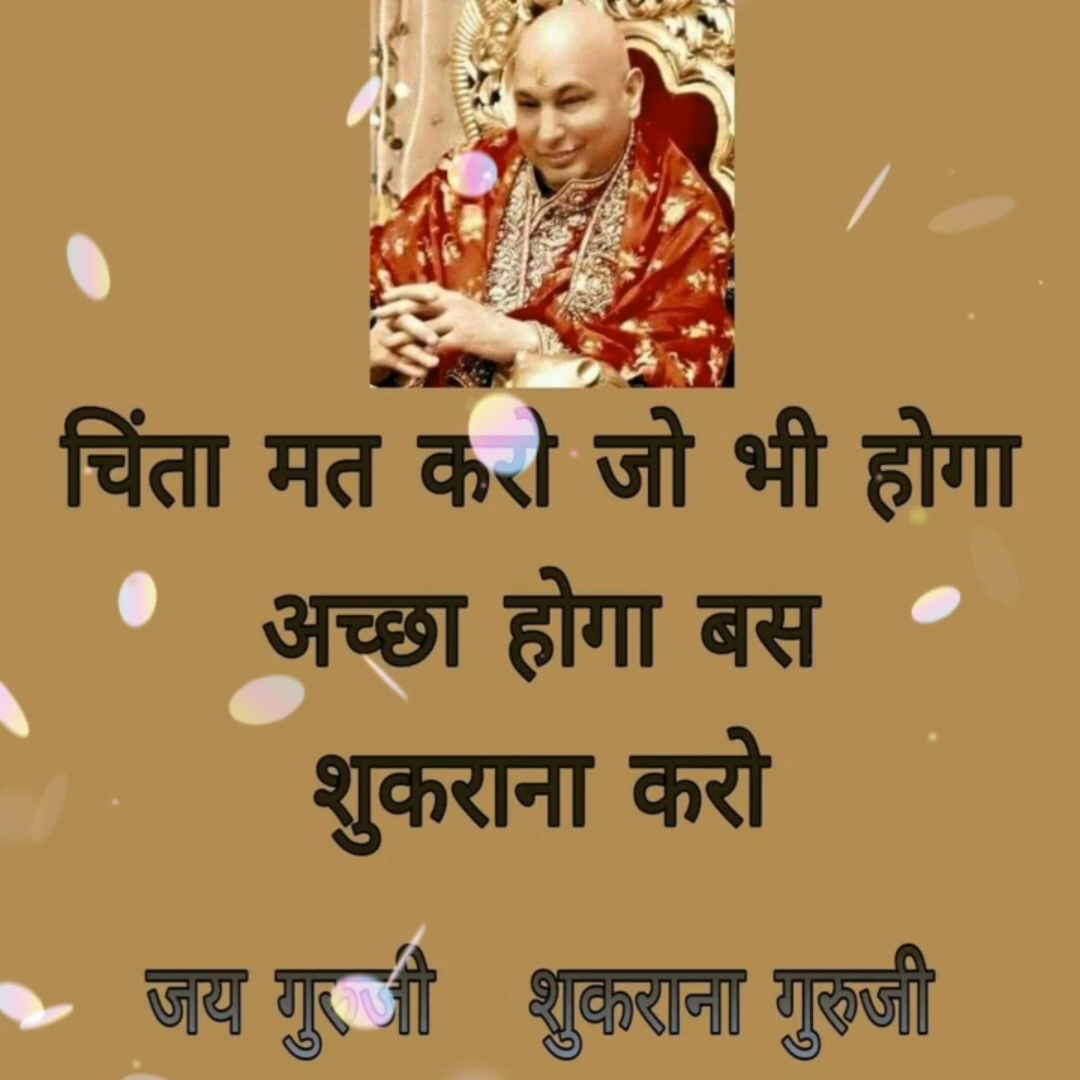 चिंता मत करो जो भी होगा
अच्छा होगा बस
शुकराना करो
जय गुरुजी शुकराना गुरुजी